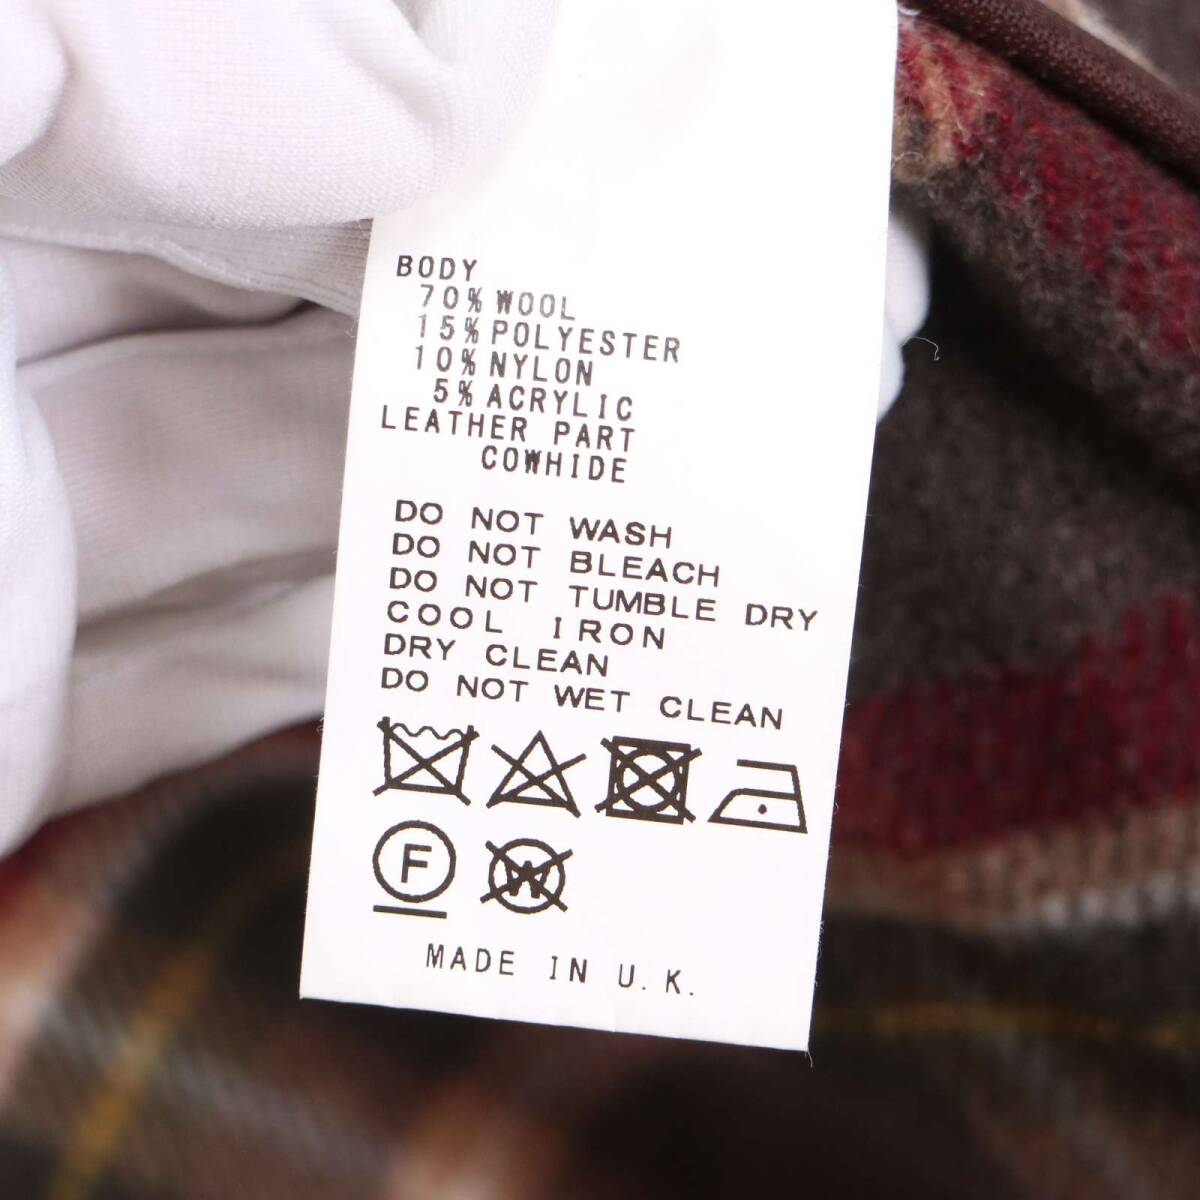 BODY
70% WOOL
15% POLYESTER
10% NYLON
5% ACRYLIC
LEATHER PART
COWHIDE
DO NOT WASH
DO NOT BLEACH
DO NOT TUMBLE DRY
COOL IRON
DRY CLEAN
DO NOT WET CLEAN
F W
MADE IN U.K.